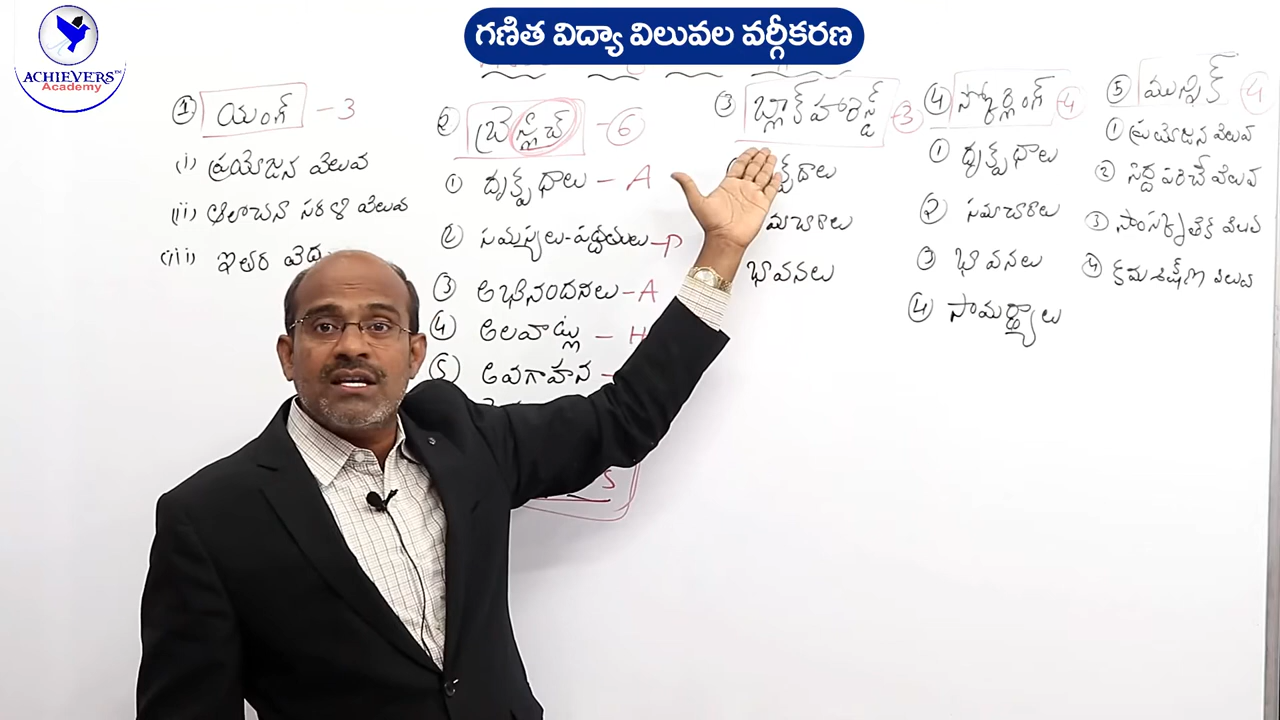 గణిత విద్యా విలువల వర్గీకరణ
ACHIEVERS™
Academy
① యంగ్ - 3
(i) ప్రయోజన విలువ
(ii) ఆలోచనా సరళి విలువ
(iii) ఇతర
② బ్రెస్లిచ్ - 6
① దృక్పథాలు - A
② సమస్యలు-పద్ధతులు - P
③ అభినందనలు - A
④ అలవాట్లు - H
⑤ అవగాహన -
S
③ బ్లాక్ హారెస్ట్ - 3
భావనలు
④ స్కోర్లింగ్ - 4
① దృక్పథాలు
② సమాచారాలు
③ భావనలు
④ సామర్థ్యాలు
⑤ మున్నిక్ 4
① ప్రయోజన విలువ
② సిద్ధపరిచే విలువ
③ సాంస్కృతిక విలువ
④ క్రమశిక్షణ విలువ